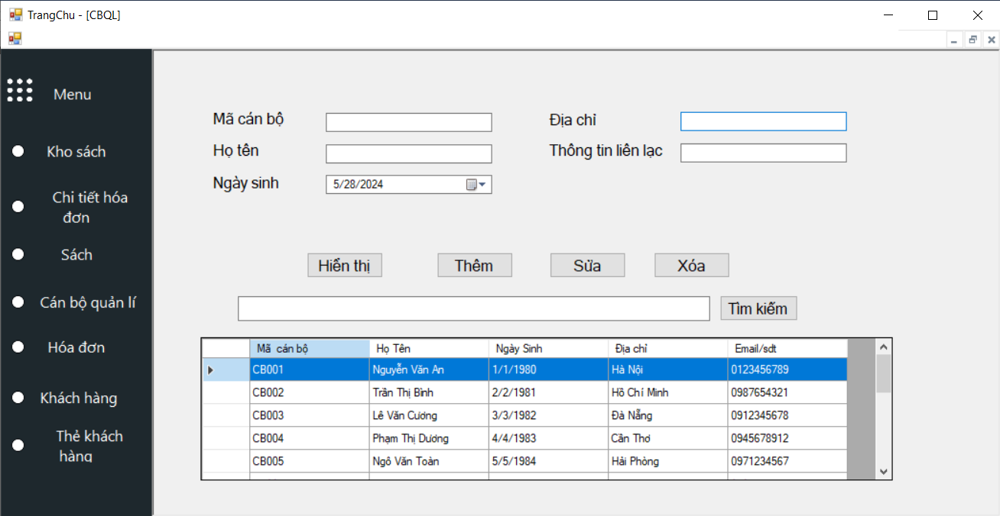 TrangChu - [CBQL]
Menu
Kho sách
Chi tiết hóa
đơn
Sách
Cán bộ quản lí
Hóa đơn
Khách hàng
Thẻ khách
hàng
Mã cán bộ
Địa chỉ
Họ tên
Thông tin liên lạc
Ngày sinh
5/28/2024
Hiển thị Thêm Sửa Xóa
Tìm kiếm
Mã cán bộ Họ Tên Ngày Sinh Địa chỉ Email/sdt
CB001 Nguyễn Văn An 1/1/1980 Hà Nội 0123456789
CB002 Trần Thị Bình 2/2/1981 Hồ Chí Minh 0987654321
CB003 Lê Văn Cương 3/3/1982 Đà Nẵng 0912345678
CB004 Phạm Thị Dương 4/4/1983 Cần Thơ 0945678912
CB005 Ngô Văn Toàn 5/5/1984 Hải Phòng 0971234567